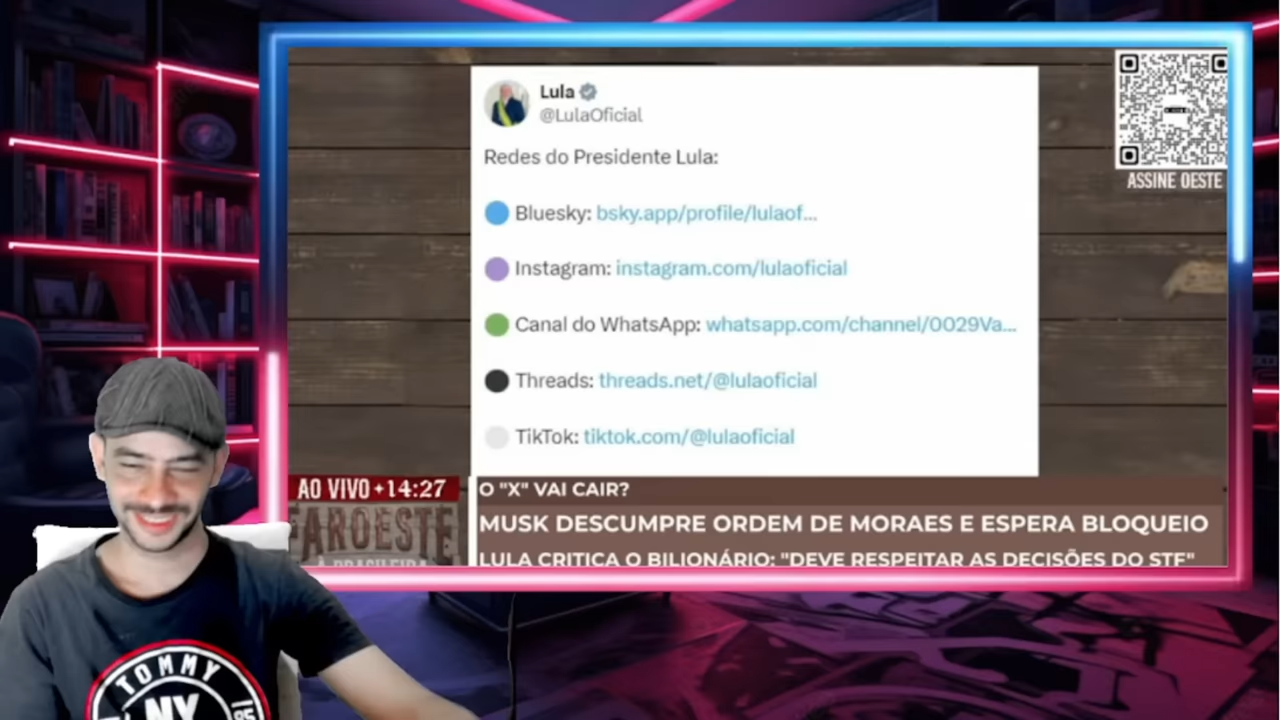 Lula
@LulaOficial
Redes do Presidente Lula:
Bluesky: bsky.app/profile/lulaof...
Instagram: instagram.com/lulaoficial
Canal do WhatsApp: whatsapp.com/channel/0029Va...
Threads: threads.net/@lulaoficial
TikTok: tiktok.com/@lulaoficial
ASSINE OESTE
AO VIVO +14:27
FAROESTE
À BRASILEIRA
O "X" VAI CAIR?
MUSK DESCUMPRE ORDEM DE MORAES E ESPERA BLOQUEIO
LULA CRITICA O BILIONÁRIO: "DEVE RESPEITAR AS DECISÕES DO STF"
TOMMY
NY